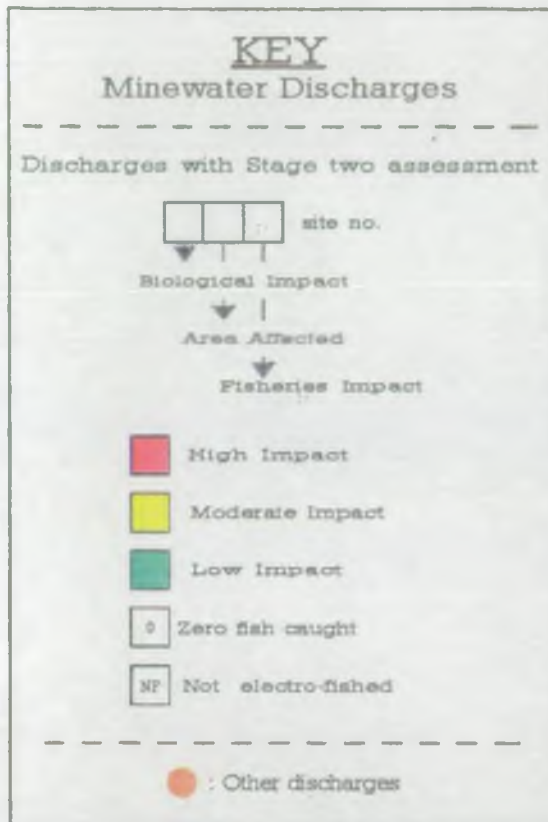 KEY
Minewater Discharges
Discharges with Stage two assessment
site no.
Biological Impact
Area Affected
Fisheries Impact
High Impact
Moderate Impact
Low Impact
0 Zero fish caught
NF Not electro-fished
: Other discharges